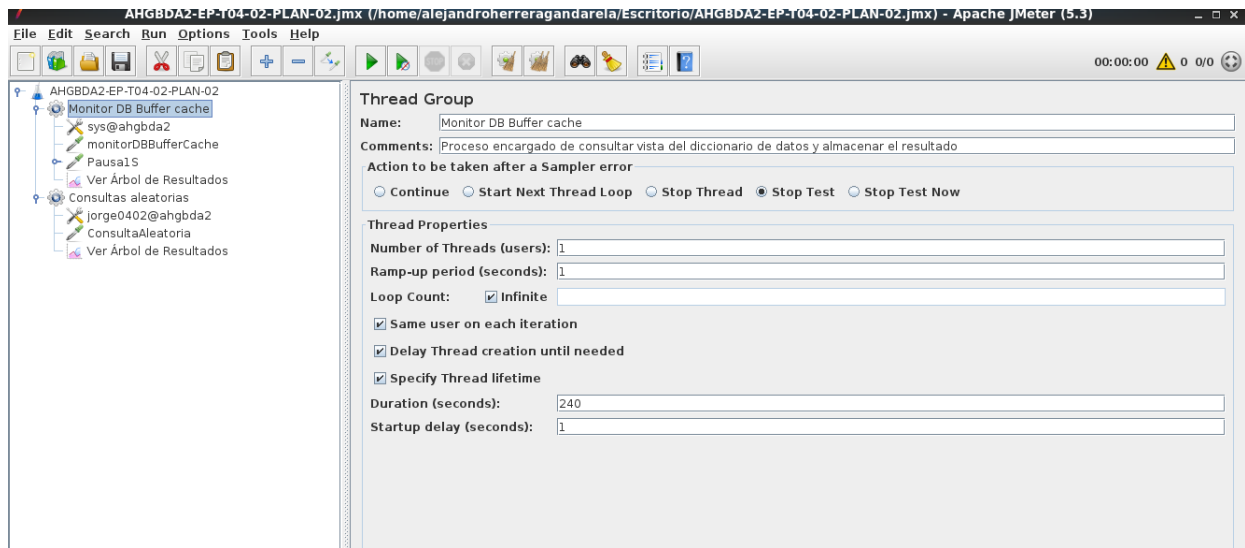 AHGBDA2-EP-T04-02-PLAN-02.jmx (/home/alejandroherreragandarela/Escritorio/AHGBDA2-EP-T04-02-PLAN-02.jmx) - Apache JMeter (5.3)
File Edit Search Run Options Tools Help
00:00:00 0 0/0
AHGBDA2-EP-T04-02-PLAN-02
Monitor DB Buffer cache
sys@ahgbda2
monitorDBBufferCache
Pausa1S
Ver Árbol de Resultados
Consultas aleatorias
jorge0402@ahgbda2
ConsultaAleatoria
Ver Árbol de Resultados
Thread Group
Name: Monitor DB Buffer cache
Comments: Proceso encargado de consultar vista del diccionario de datos y almacenar el resultado
Action to be taken after a Sampler error
Continue Start Next Thread Loop Stop Thread Stop Test Stop Test Now
Thread Properties
Number of Threads (users): 1
Ramp-up period (seconds): 1
Loop Count: Infinite
Same user on each iteration
Delay Thread creation until needed
Specify Thread lifetime
Duration (seconds): 240
Startup delay (seconds): 1